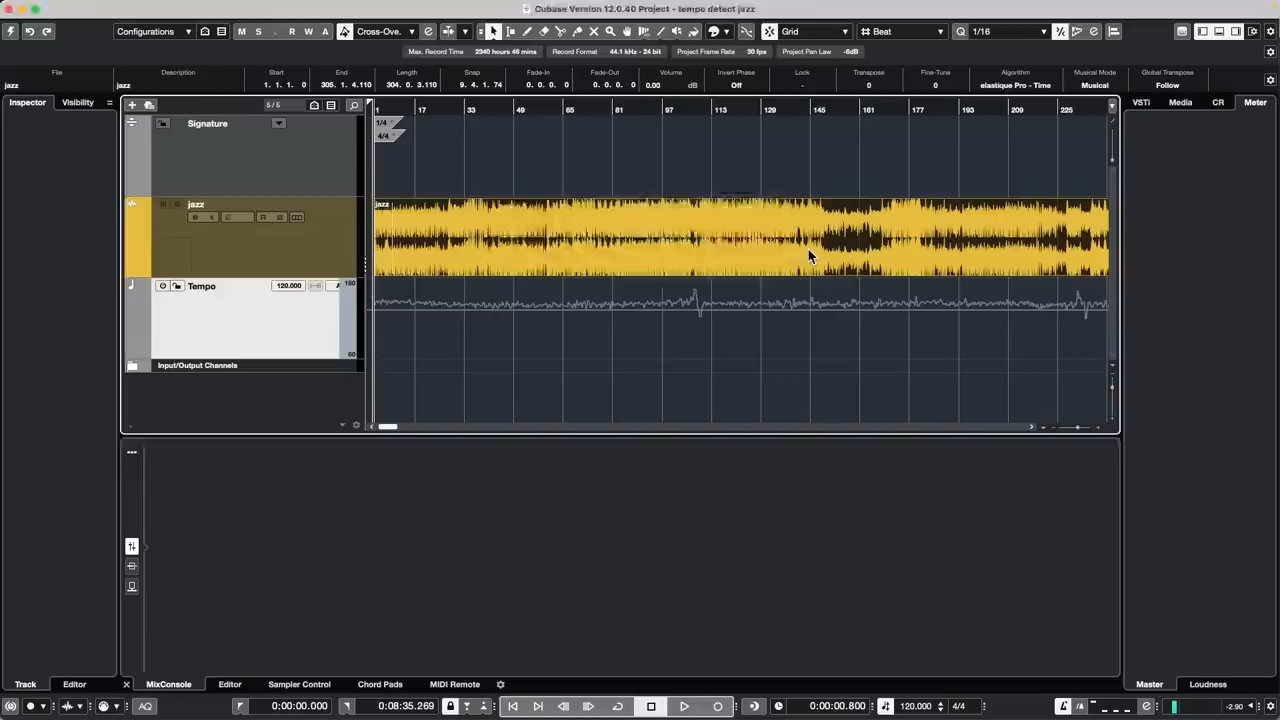 Cubase Version 12.0.40 Project - tempo detect jazz
Configurations M S L R W A Cross-Ove. Grid Beat 1/16
Max. Record Time 2340 hours 46 mins Record Format 44.1 kHz - 24 bit Project Frame Rate 30 fps Project Pan Law -6dB
File Description Start End Length Snap Fade-In Fade-Out Volume Invert Phase Lock Transpose Fine-Tune Algorithm Musical Mode Global Transpose
jazz jazz 1. 1. 1. 0 305. 1. 4.110 304. 0. 3.110 9. 4. 1. 74 0. 0. 0. 0 0. 0. 0. 0 0.00 dB Off - 0 0 elastique Pro - Time Musical Follow
Inspector Visibility 5/5 1 17 33 49 65 81 97 113 129 145 161 177 193 209 225 VSTi Media CR Meter
Signature 1/4
4/4
jazz jazz
R
Tempo 120.000 A 180
60
Input/Output Channels
Track Editor MixConsole Editor Sampler Control Chord Pads MIDI Remote Master Loudness
AQ 0:00:00.000 0:08:35.269 0:00:00.800 120.000 4/4 -2.90